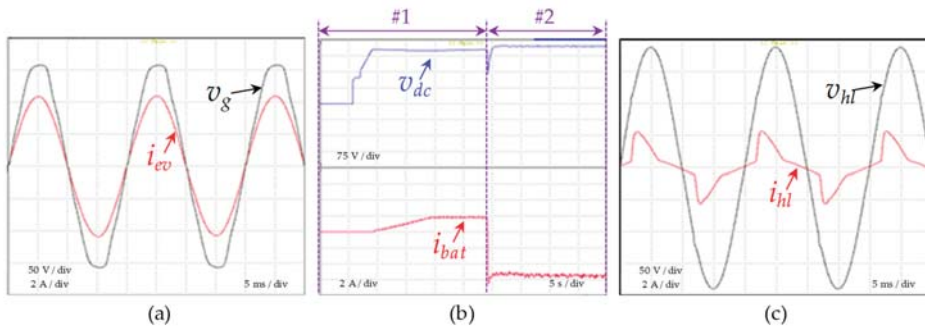 #1 #2
v_g
i_ev
50 V / div
2 A / div
5 ms / div
(a)
v_dc
75 V / div
i_bat
2 A / div
5 s / div
(b)
v_hl
i_hl
50 V / div
2 A / div
5 ms / div
(c)